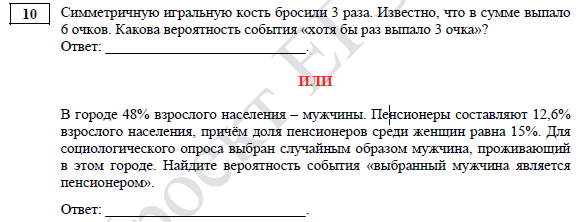 10 Симметричную игральную кость бросили 3 раза. Известно, что в сумме выпало
6 очков. Какова вероятность события «хотя бы раз выпало 3 очка»?
Ответ: ___________________________.
ИЛИ
В городе 48% взрослого населения – мужчины. Пенсионеры составляют 12,6%
взрослого населения, причём доля пенсионеров среди женщин равна 15%. Для
социологического опроса выбран случайным образом мужчина, проживающий
в этом городе. Найдите вероятность события «выбранный мужчина является
пенсионером».
Ответ: ___________________________.